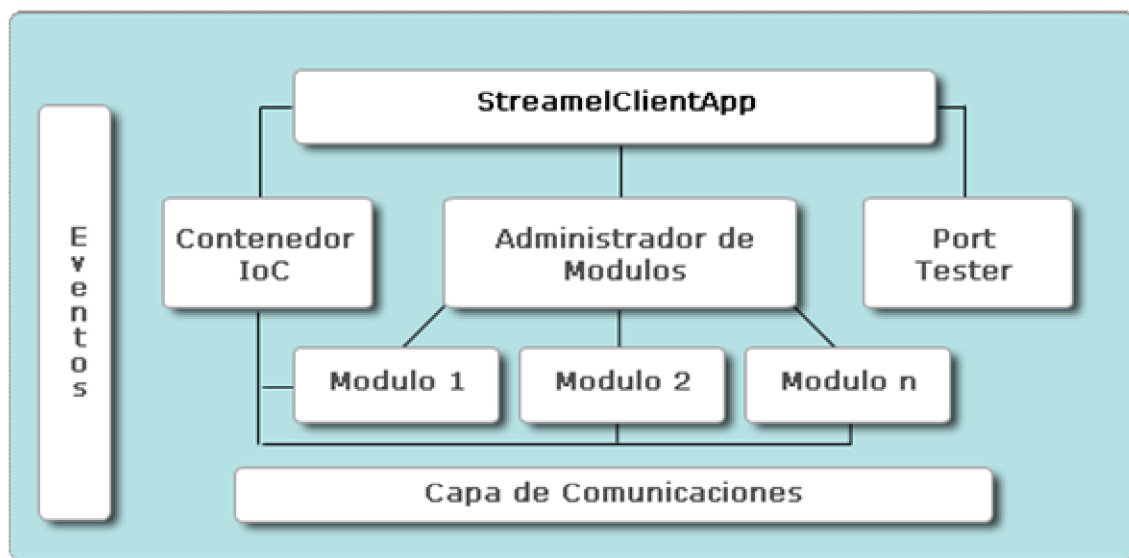 StreamelClientApp
Eventos
Contenedor
IoC
Administrador de
Modulos
Port
Tester
Modulo 1
Modulo 2
Modulo n
Capa de Comunicaciones